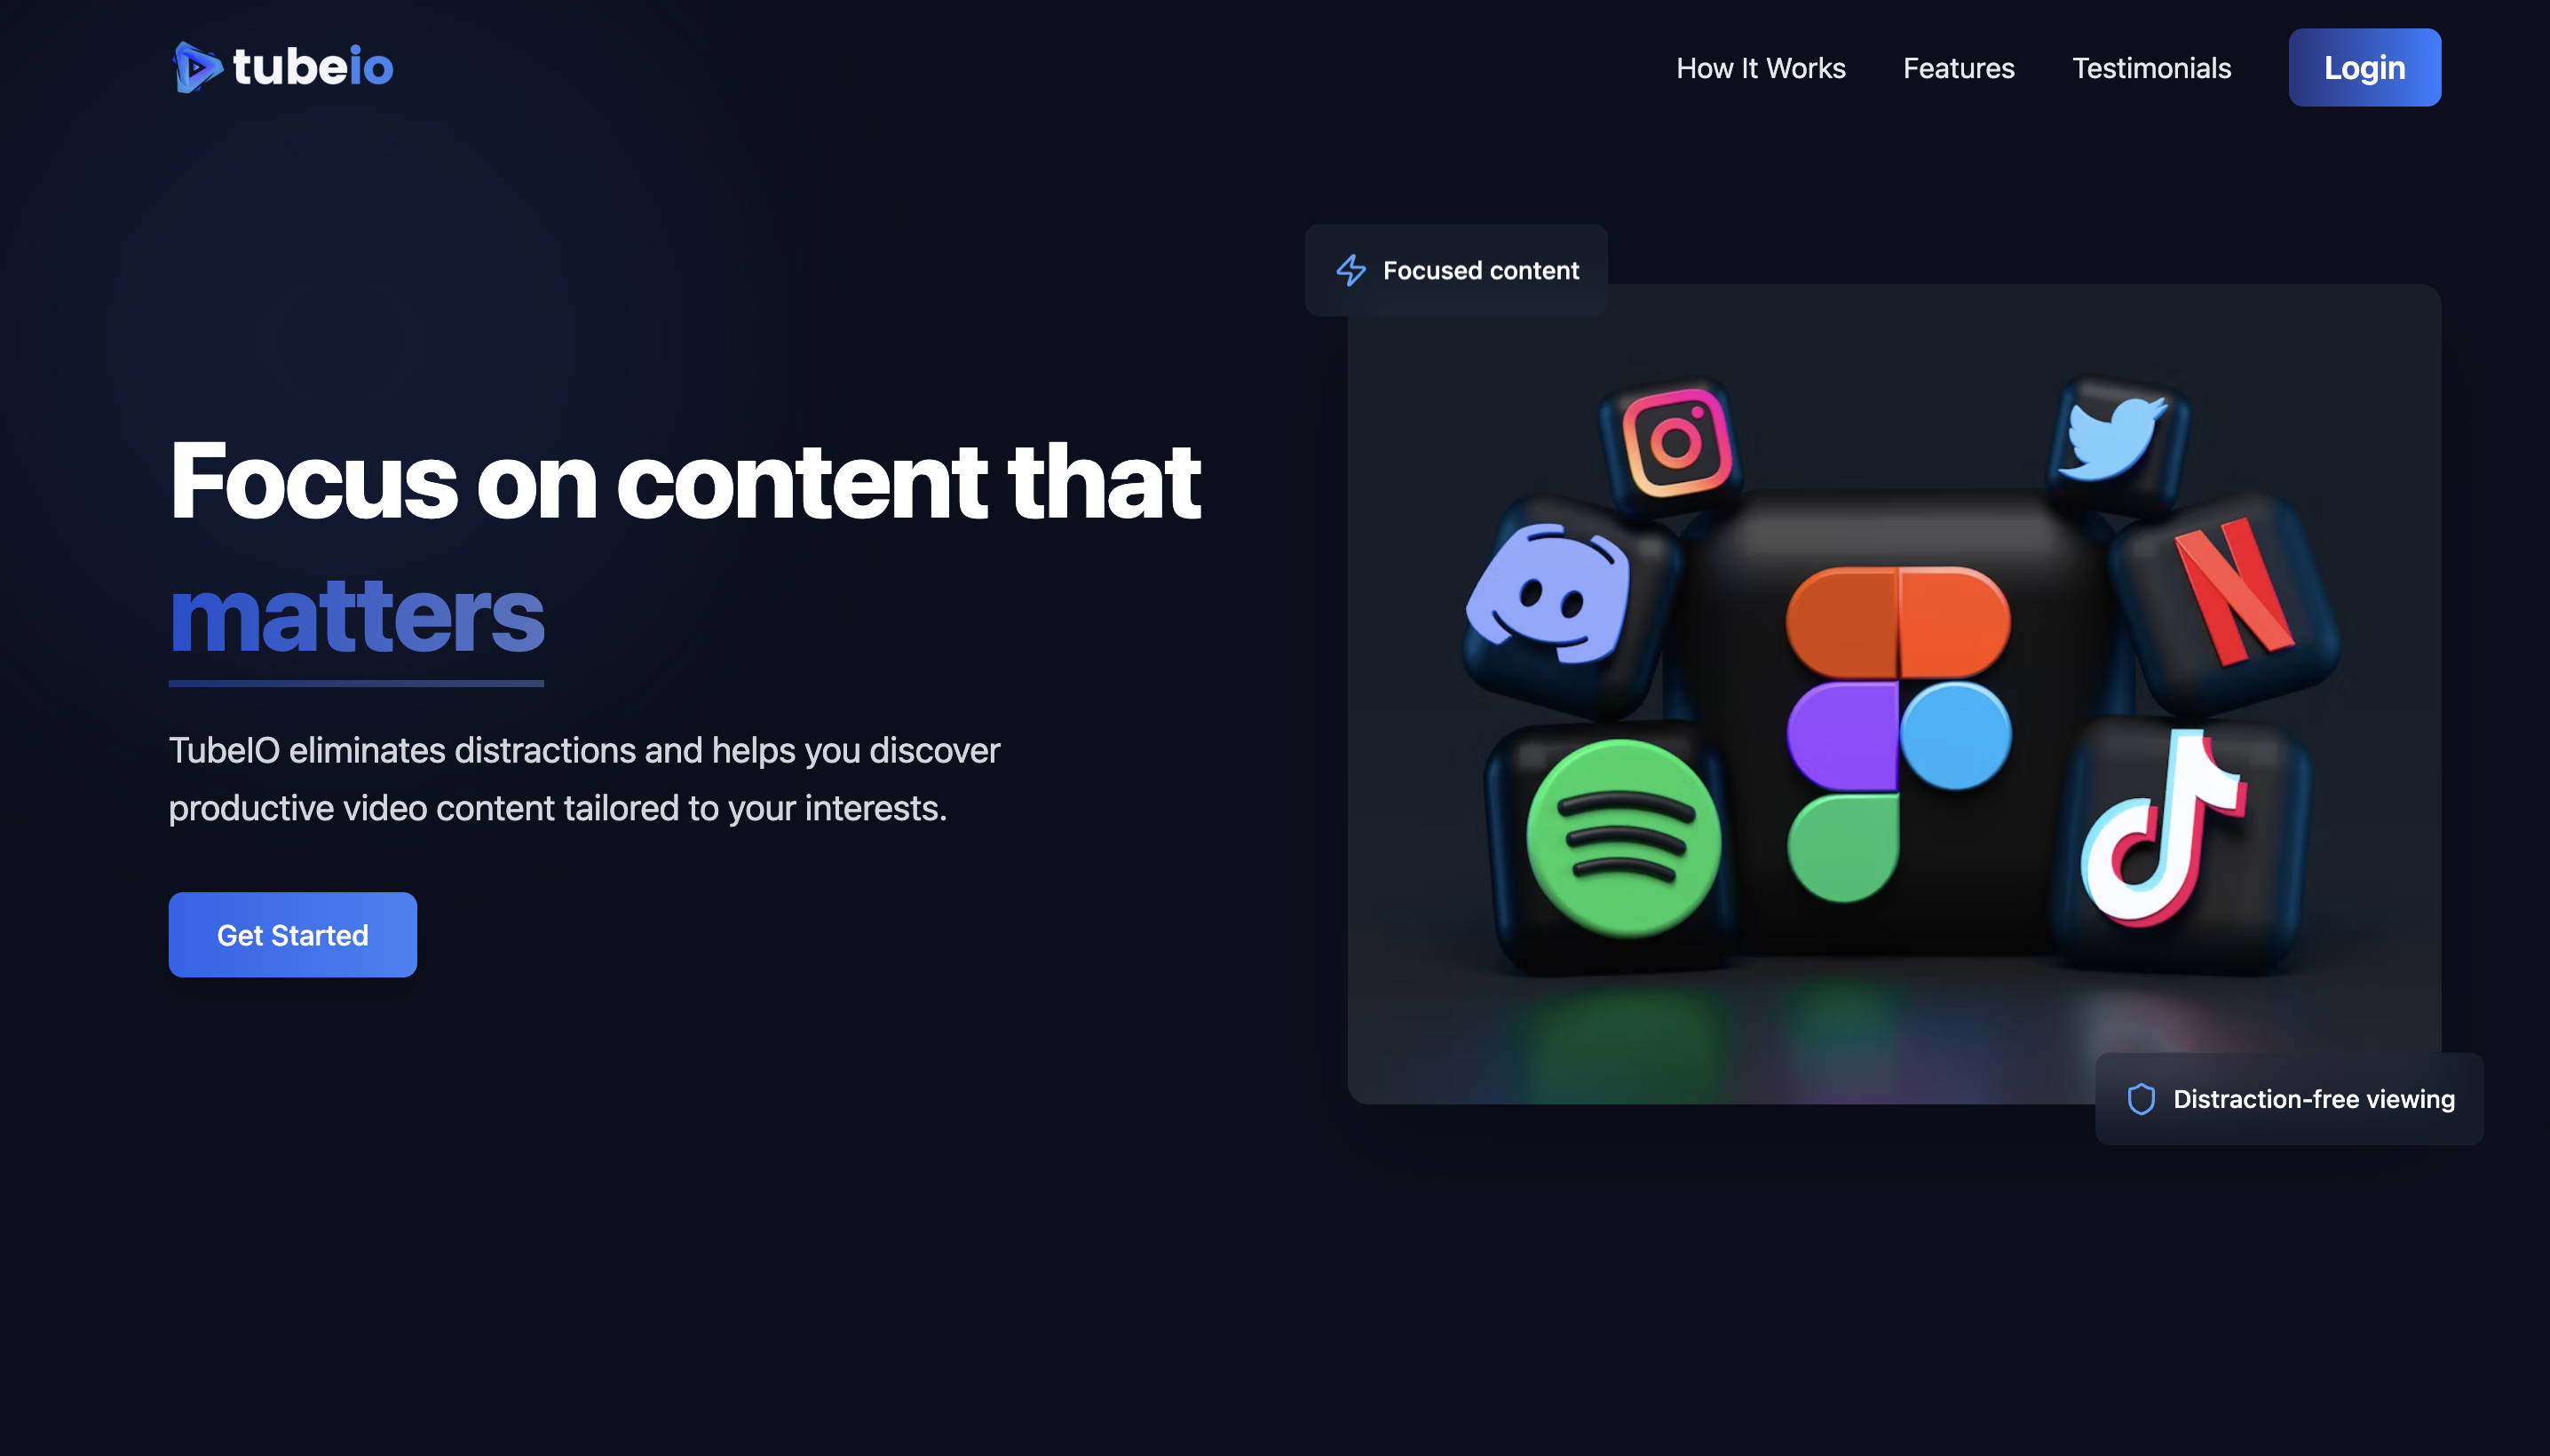 tubeio
How It Works
Features
Testimonials
Login
Focused content
Focus on content that
matters
TubeIO eliminates distractions and helps you discover
productive video content tailored to your interests.
Get Started
Distraction-free viewing